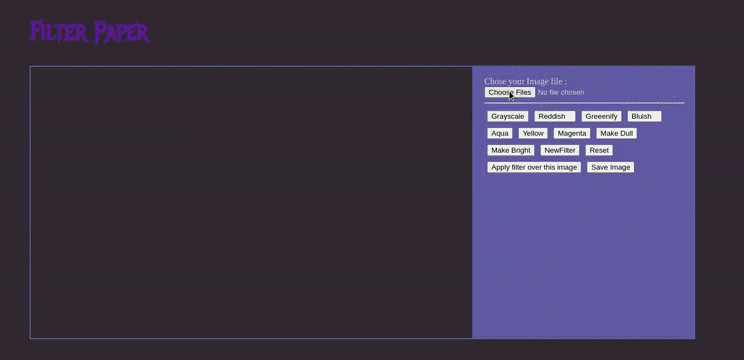 Filter Paper
Chose your Image file :
Choose Files No file chosen
Grayscale Reddish Greeenify Bluish
Aqua Yellow Magenta Make Dull
Make Bright NewFilter Reset
Apply filter over this image Save Image